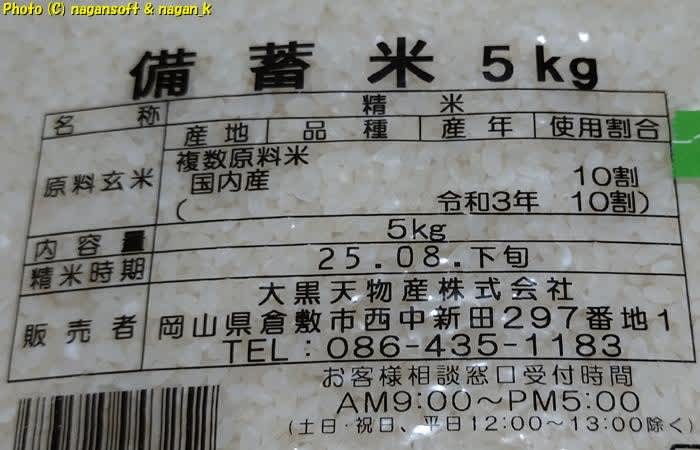 Photo (C) nagansoft & nagan_k
備蓄米 5kg
名称 精米
原料玄米 産地 品種 産年 使用割合
複数原料米
国内産 10割
( 令和3年 10割)
内容量 5kg
精米時期 25.08.下旬
販売者 大黒天物産株式会社
岡山県倉敷市西中新田297番地1
TEL:086-435-1183
お客様相談窓口受付時間
AM9:00〜PM5:00
(土日・祝日、平日12:00〜13:00除く)